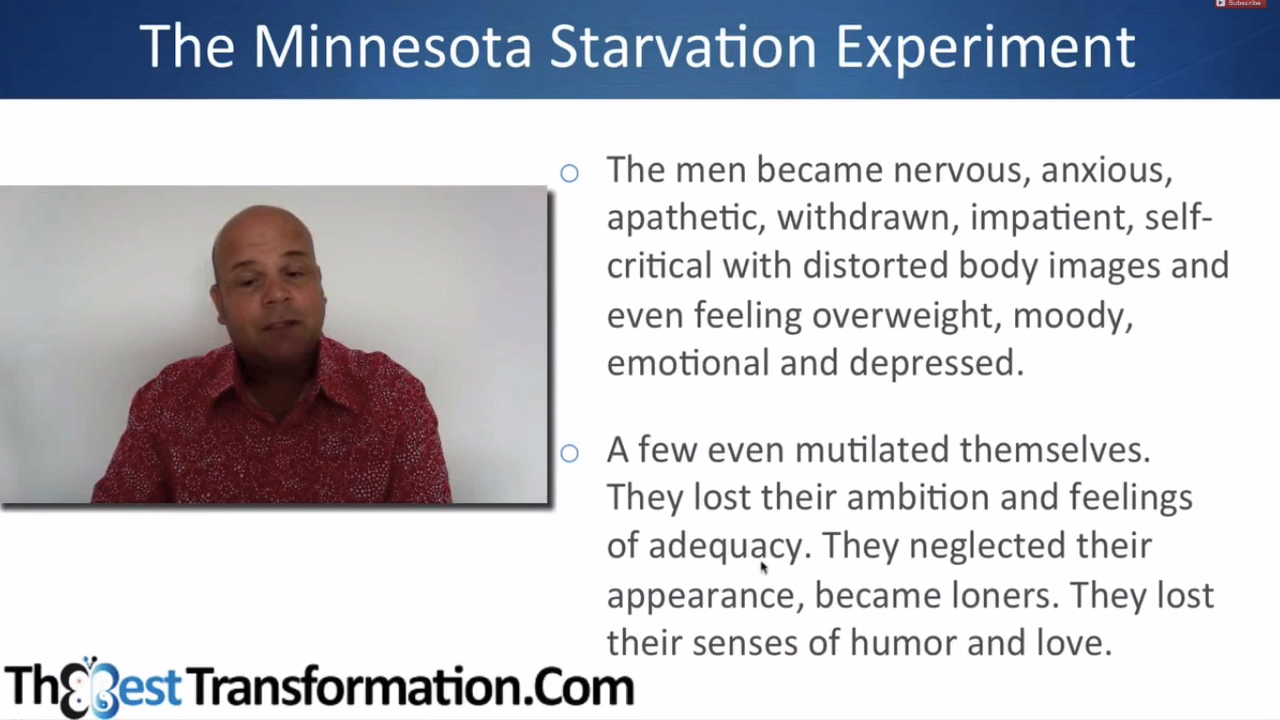 Subscribe
The Minnesota Starvation Experiment
The men became nervous, anxious,
apathetic, withdrawn, impatient, self-
critical with distorted body images and
even feeling overweight, moody,
emotional and depressed.
A few even mutilated themselves.
They lost their ambition and feelings
of adequacy. They neglected their
appearance, became loners. They lost
their senses of humor and love.
TheBestTransformation.Com